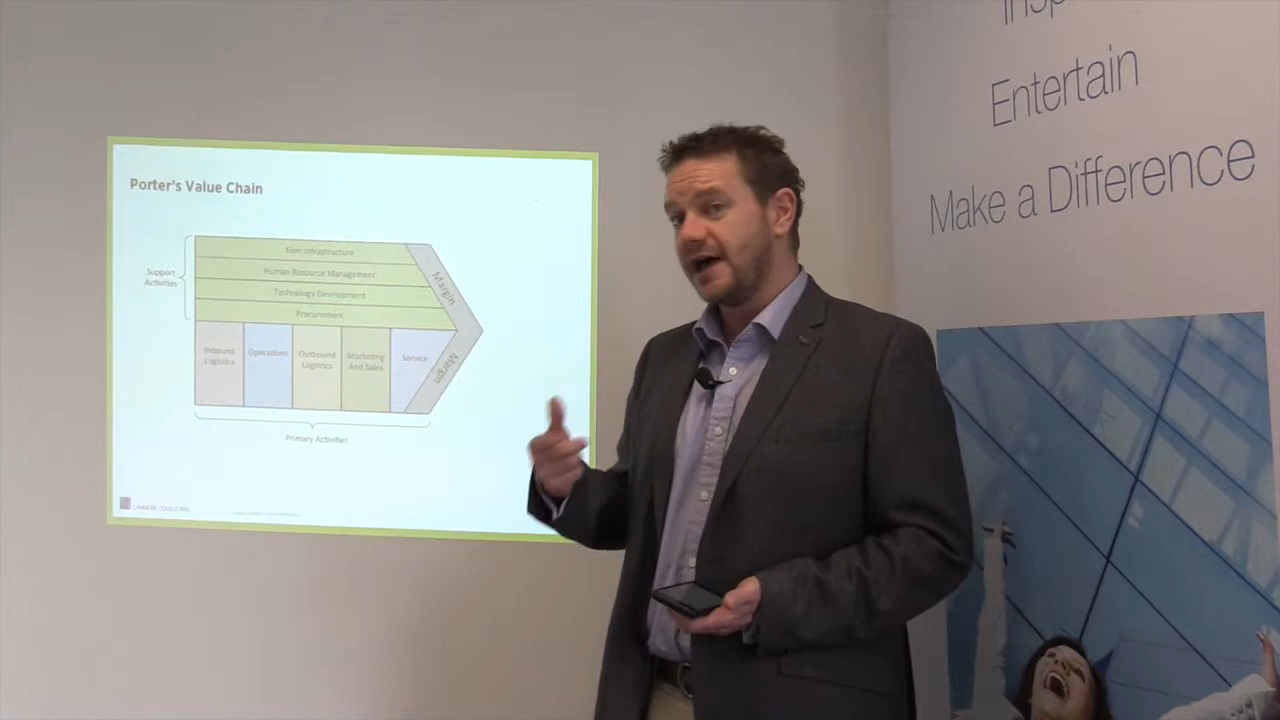 Porter's Value Chain
Support
Activities
Firm Infrastructure
Human Resource Management
Technology Development
Procurement
Margin
Margin
Inbound
Logistics
Operations
Outbound
Logistics
Marketing
And Sales
Service
Primary Activities
Entertain
Make a Difference